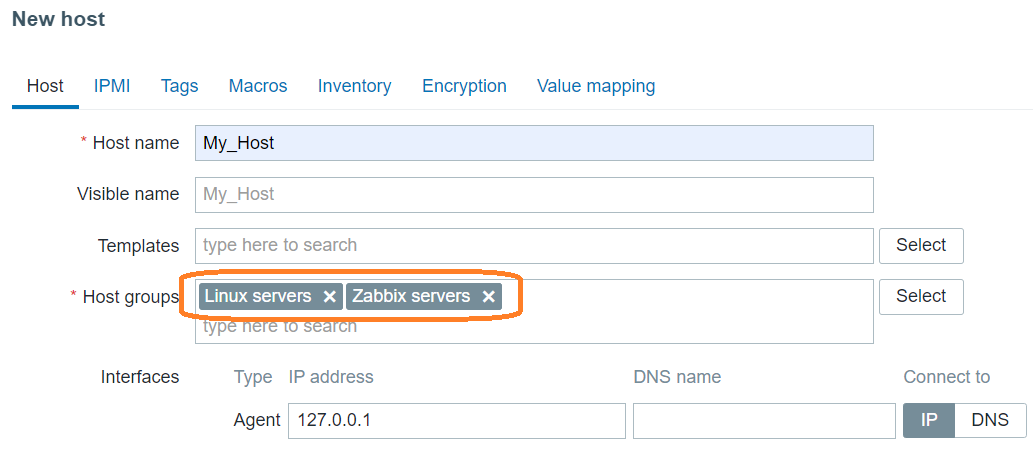 New host
Host IPMI Tags Macros Inventory Encryption Value mapping
* Host name My_Host
Visible name My_Host
Templates type here to search Select
* Host groups Linux servers × Zabbix servers × Select
type here to search
Interfaces Type IP address DNS name Connect to
Agent 127.0.0.1 IP DNS